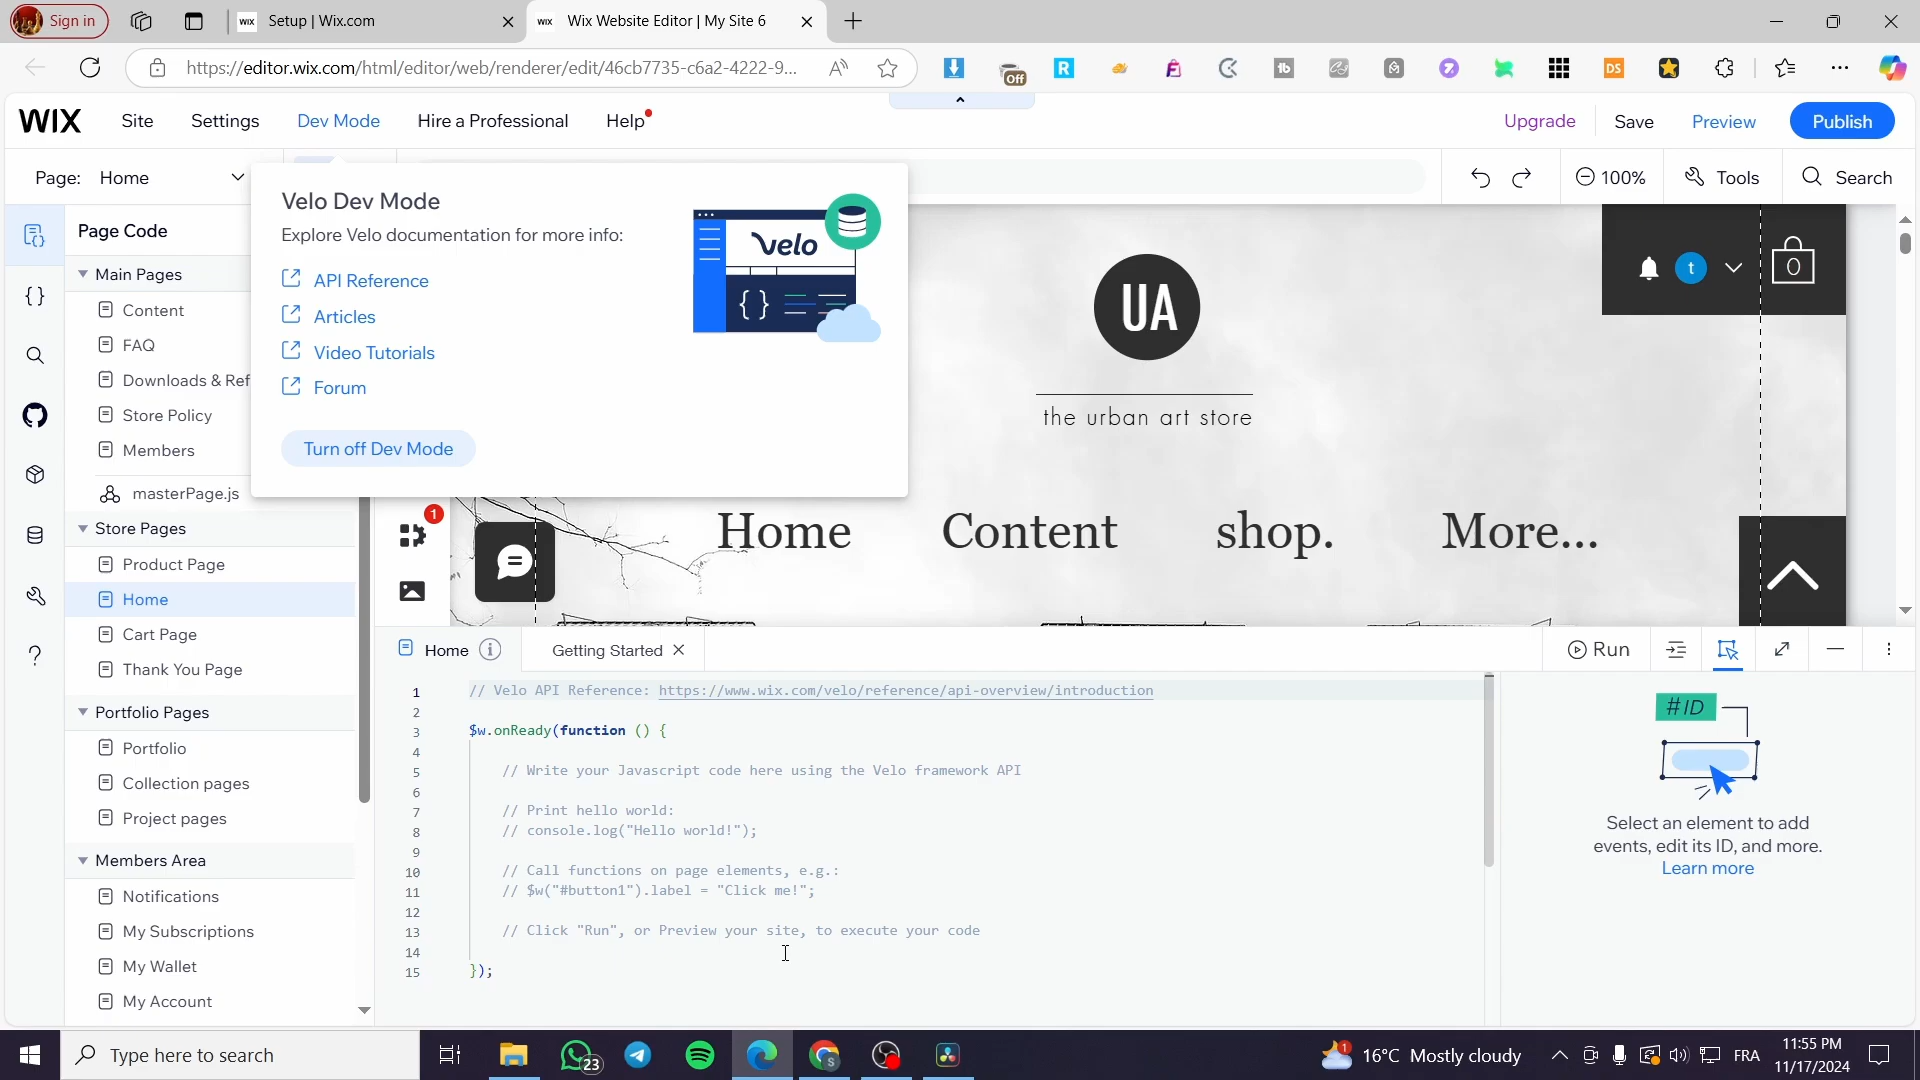 Sign in
WIX Setup | Wix.com
WIX Wix Website Editor | My Site 6
https://editor.wix.com/html/editor/web/renderer/edit/46cb7735-c6a2-4222-9...
Off
DS
WIX
Site
Settings
Dev Mode
Hire a Professional
Help
Upgrade
Save
Preview
Publish
Page: Home
100%
Tools
Search
Page Code
Main Pages
Content
FAQ
Downloads & Ref
Store Policy
Members
masterPage.js
Store Pages
Product Page
Home
Cart Page
Thank You Page
Portfolio Pages
Portfolio
Collection pages
Project pages
Members Area
Notifications
My Subscriptions
My Wallet
My Account
Velo Dev Mode
Explore Velo documentation for more info:
API Reference
Articles
Video Tutorials
Forum
Turn off Dev Mode
velo
{ }
1
UA
the urban art store
t
0
Home Content shop. More...
Home
Getting Started
Run
1 // Velo API Reference: https://www.wix.com/velo/reference/api-overview/introduction
2
3 $w.onReady(function () {
4
5 // Write your Javascript code here using the Velo framework API
6
7 // Print hello world:
8 // console.log("Hello world!");
9
10 // Call functions on page elements, e.g.:
11 // $w("#button1").label = "Click me!";
12
13 // Click "Run", or Preview your site, to execute your code
14
15 });
#ID
Select an element to add
events, edit its ID, and more.
Learn more
Type here to search
23
S
1
16°C Mostly cloudy
FRA
11:55 PM
11/17/2024